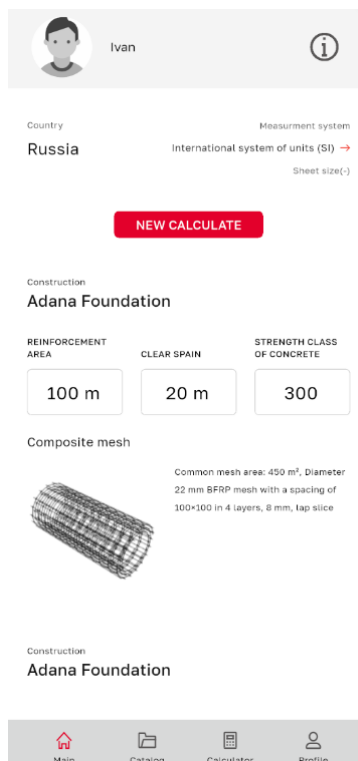 Ivan
Country
Measurment system
Russia
International system of units (SI) →
Sheet size(-)
NEW CALCULATE
Construction
Adana Foundation
REINFORCEMENT AREA
CLEAR SPAIN
STRENGTH CLASS OF CONCRETE
100 m
20 m
300
Composite mesh
Common mesh area: 450 m², Diameter
22 mm BFRP mesh with a spacing of
100×100 in 4 layers, 8 mm, lap slice
Construction
Adana Foundation
Main
Catalog
Calculator
Profile